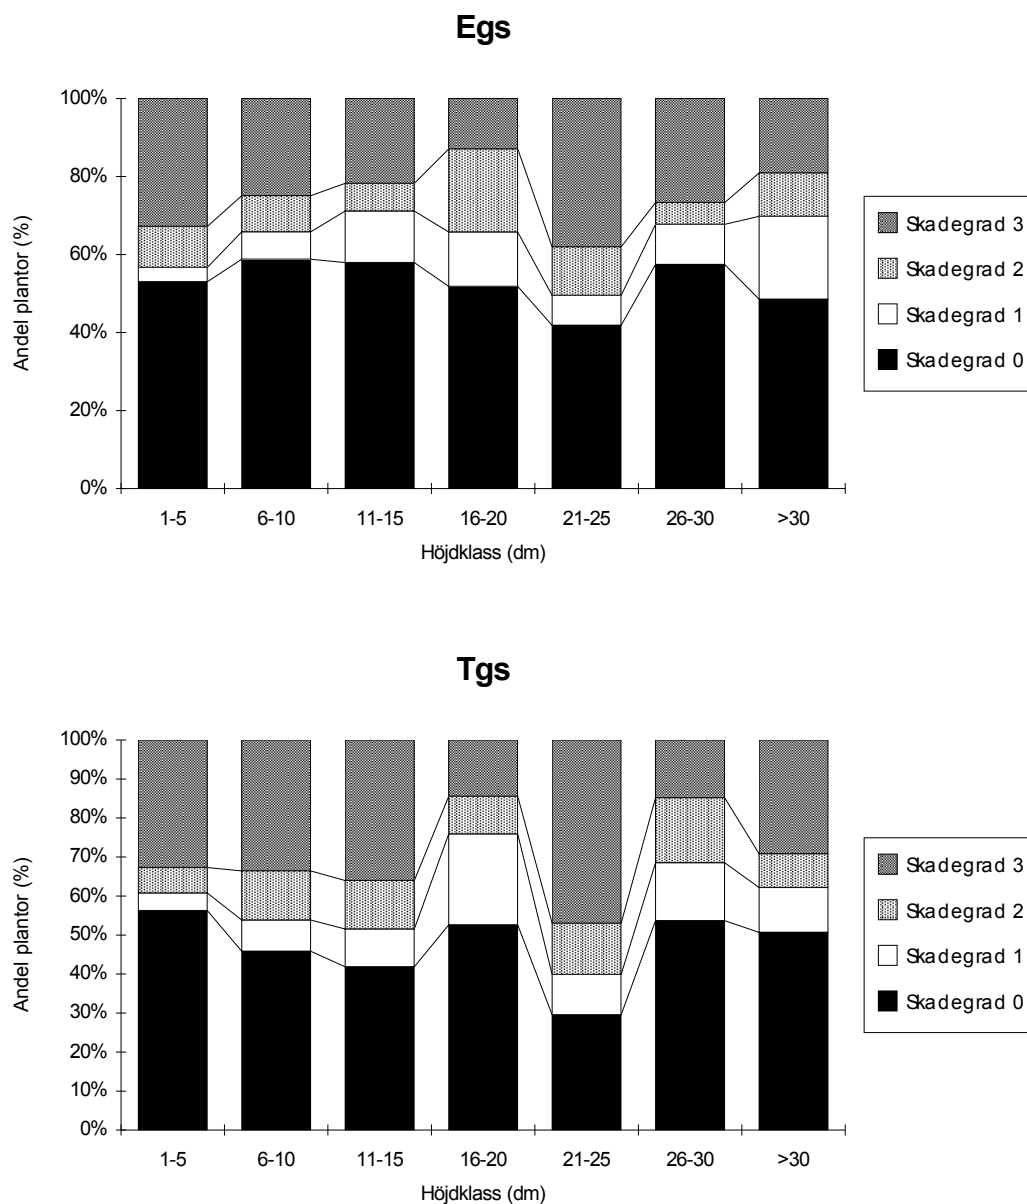 Egs
100%
80%
60%
40%
20%
0%
Andel plantor (%)
1-5 6-10 11-15 16-20 21-25 26-30 >30
Höjdklass (dm)
Skadegrad 3
Skadegrad 2
Skadegrad 1
Skadegrad 0
Tgs
100%
90%
80%
70%
60%
50%
40%
30%
20%
10%
0%
Andel plantor (%)
1-5 6-10 11-15 16-20 21-25 26-30 >30
Höjdklass (dm)
Skadegrad 3
Skadegrad 2
Skadegrad 1
Skadegrad 0